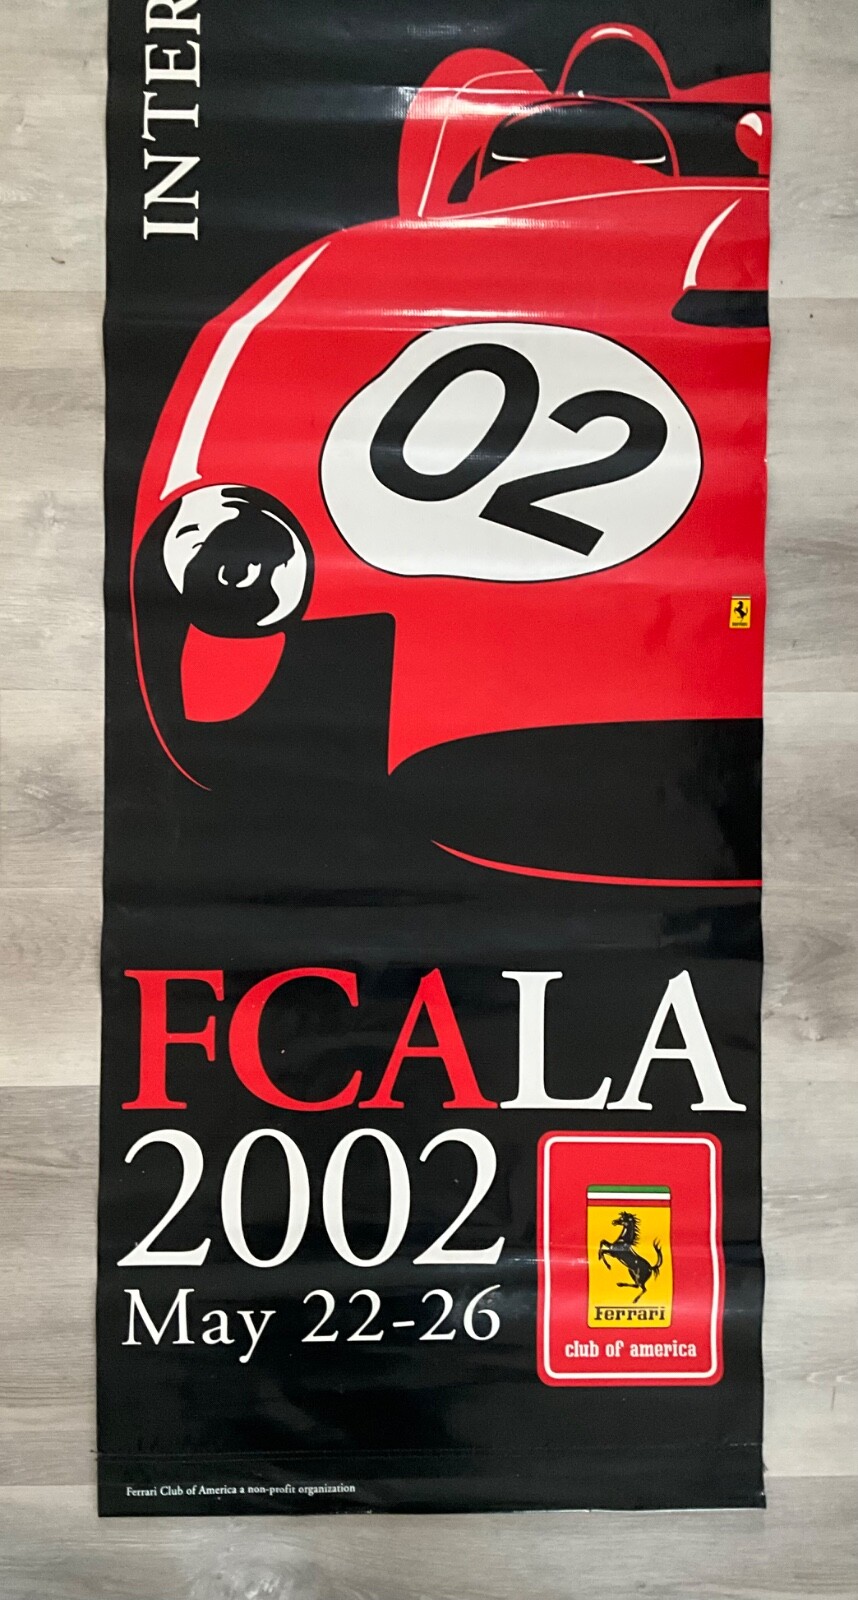 INTER
02
FCALA
2002
May 22-26
Ferrari
club of america
Ferrari Club of America a non-profit organization